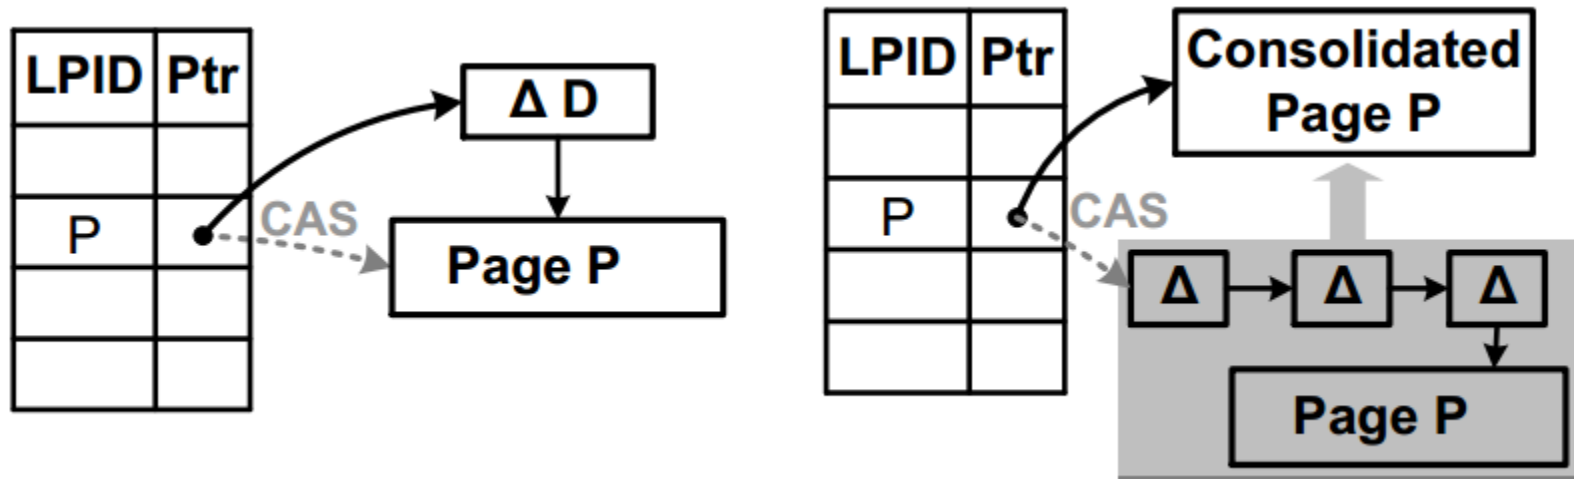 LPID Ptr
Δ D
P
CAS
Page P
LPID Ptr
Consolidated
Page P
P
CAS
Δ Δ Δ
Page P